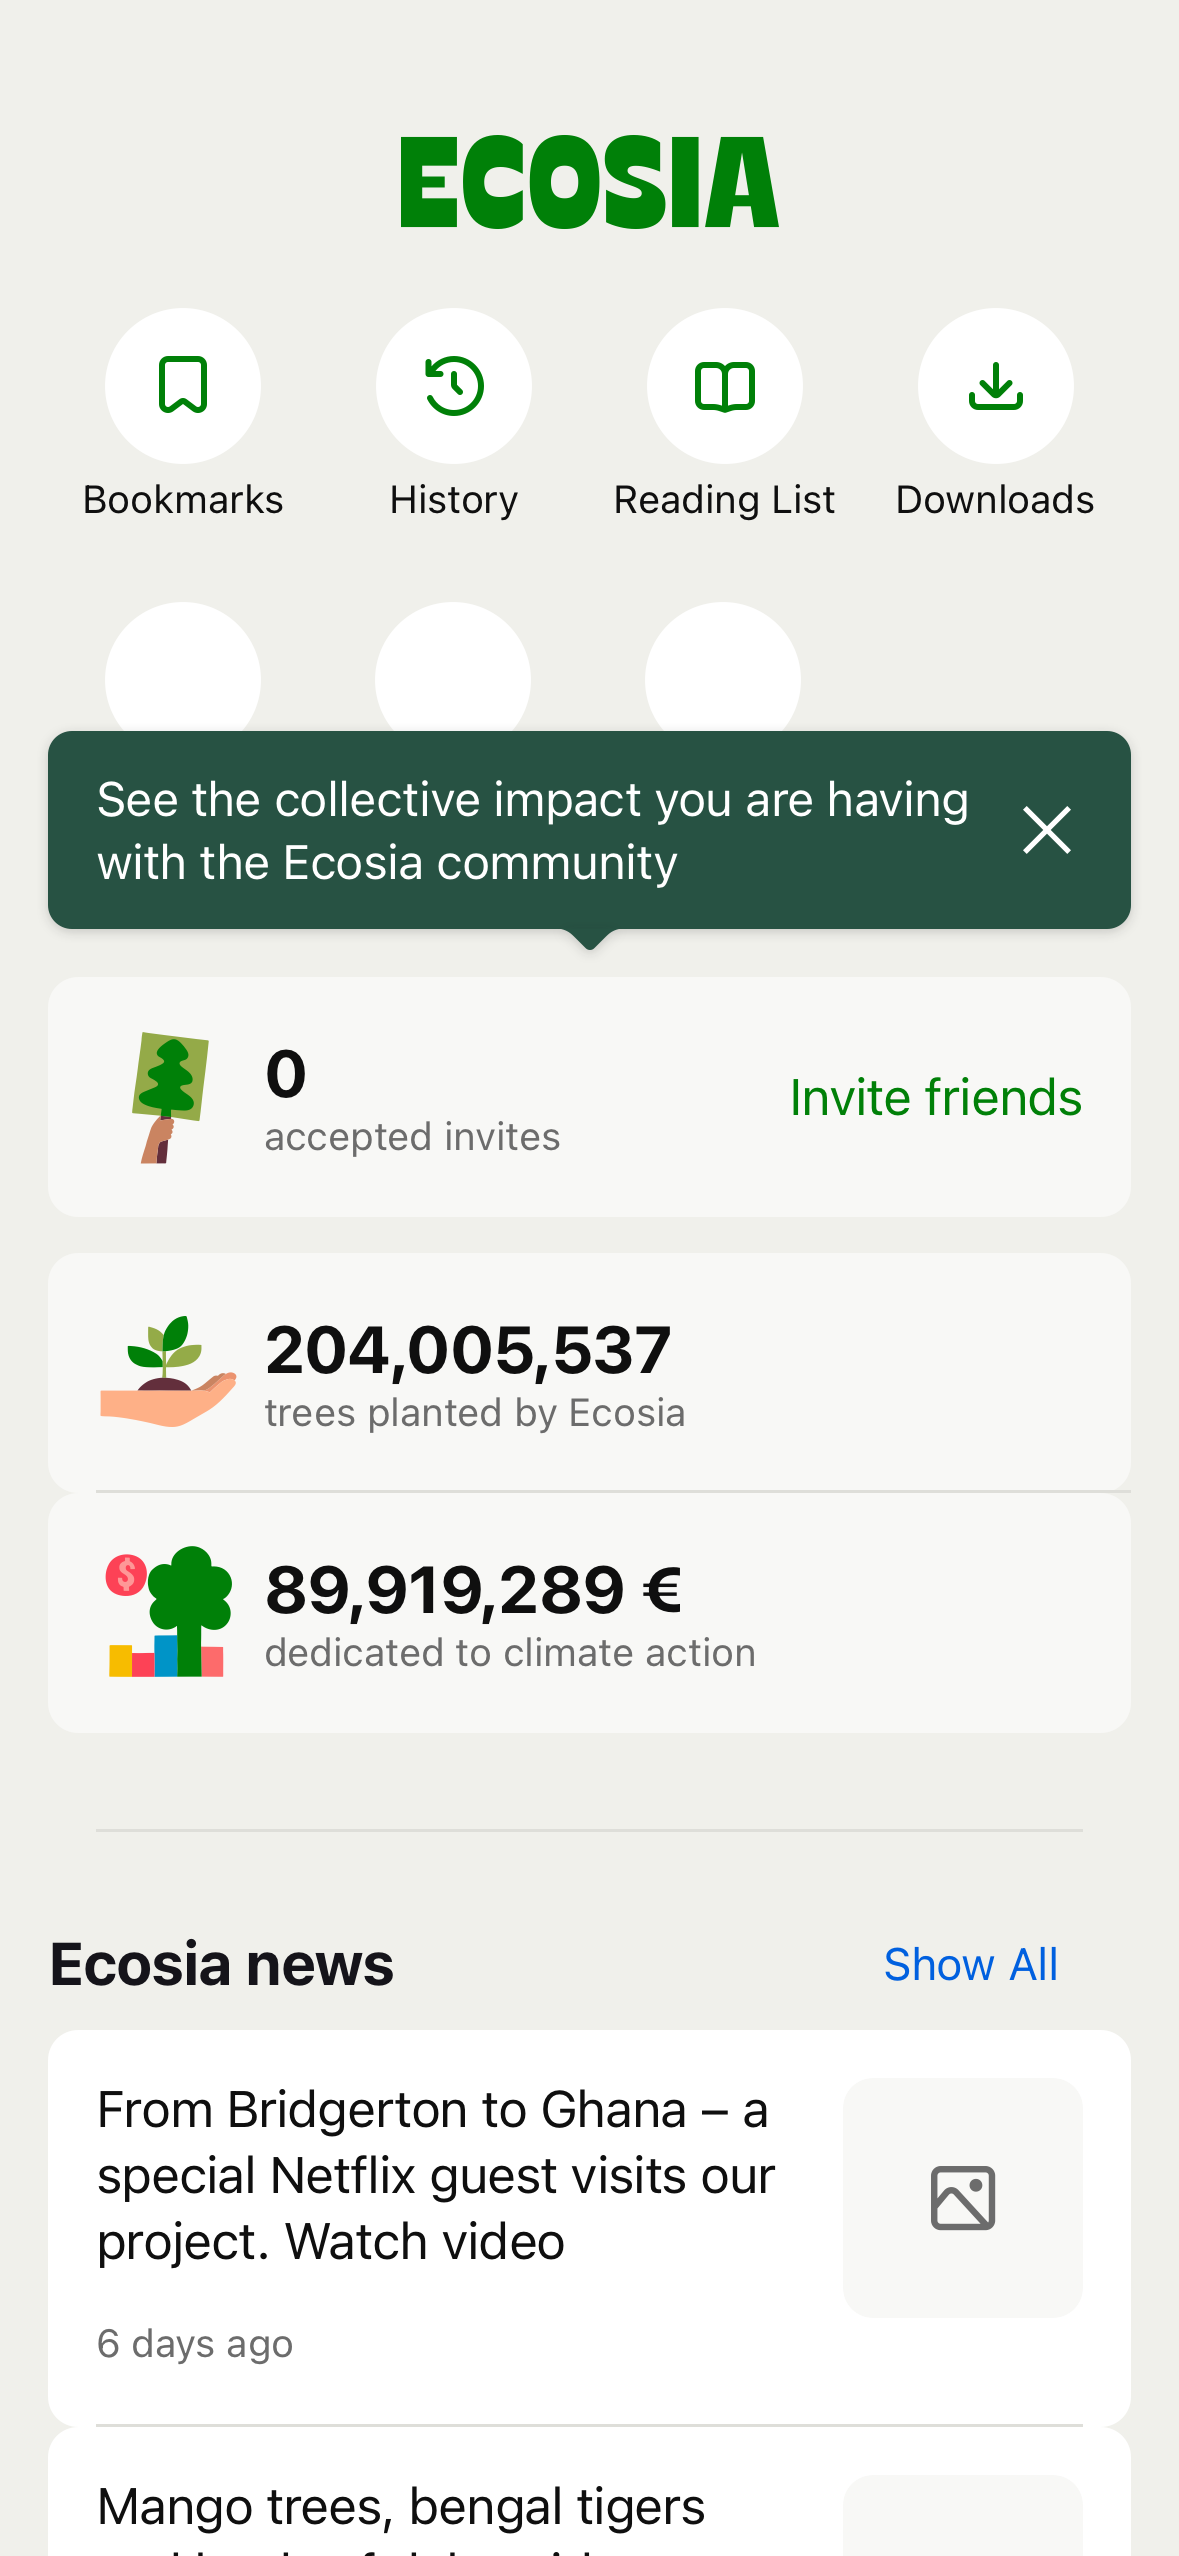 ECOSIA
Bookmarks
History
Reading List
Downloads
See the collective impact you are having
with the Ecosia community
0
accepted invites
Invite friends
204,005,537
trees planted by Ecosia
89,919,289 €
dedicated to climate action
Ecosia news
Show All
From Bridgerton to Ghana – a
special Netflix guest visits our
project. Watch video
6 days ago
Mango trees, bengal tigers